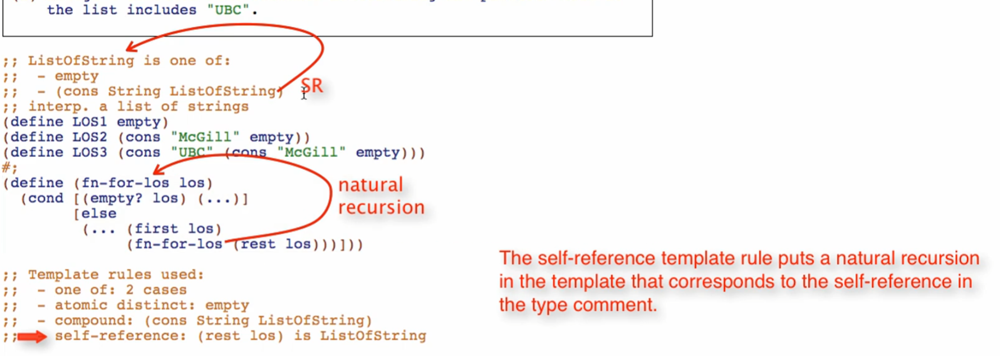 the list includes "UBC".
;; ListOfString is one of:
;;  - empty
;;  - (cons String ListOfString)
SR
;; interp. a list of strings
(define LOS1 empty)
(define LOS2 (cons "McGill" empty))
(define LOS3 (cons "UBC" (cons "McGill" empty)))
#;
(define (fn-for-los los)
  (cond [(empty? los) (...)]
        [else
         (... (first los)
              (fn-for-los (rest los)))]))
natural
recursion
;; Template rules used:
;;  - one of: 2 cases
;;  - atomic distinct: empty
;;  - compound: (cons String ListOfString)
;;    self-reference: (rest los) is ListOfString
The self-reference template rule puts a natural recursion
in the template that corresponds to the self-reference in
the type comment.